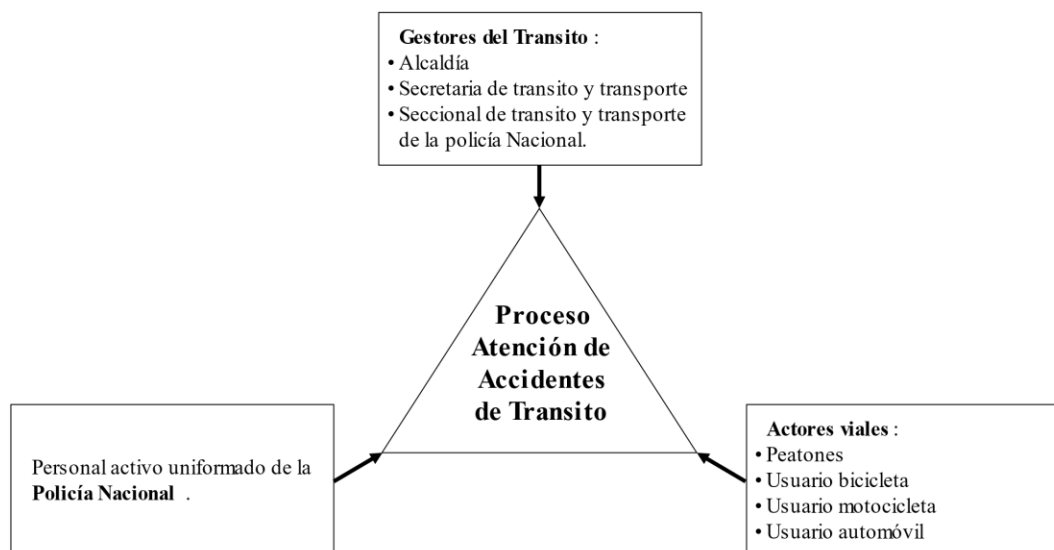 Gestores del Transito :
• Alcaldía
• Secretaria de transito y transporte
• Seccional de transito y transporte
de la policía Nacional.
Proceso
Atención de
Accidentes
de Transito
Personal activo uniformado de la
Policía Nacional .
Actores viales :
• Peatones
• Usuario bicicleta
• Usuario motocicleta
• Usuario automóvil